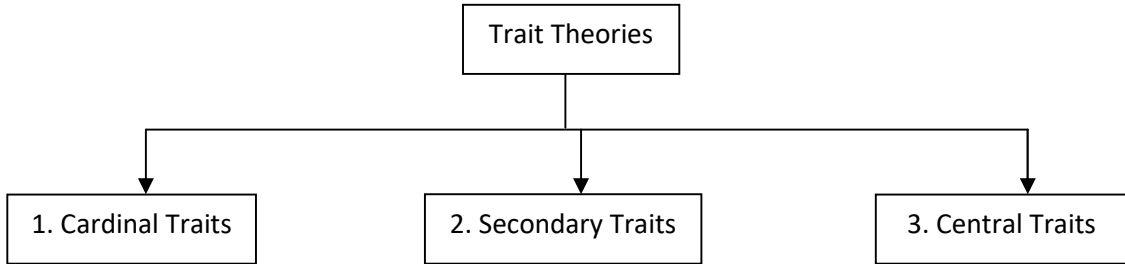 Trait Theories
1. Cardinal Traits
2. Secondary Traits
3. Central Traits